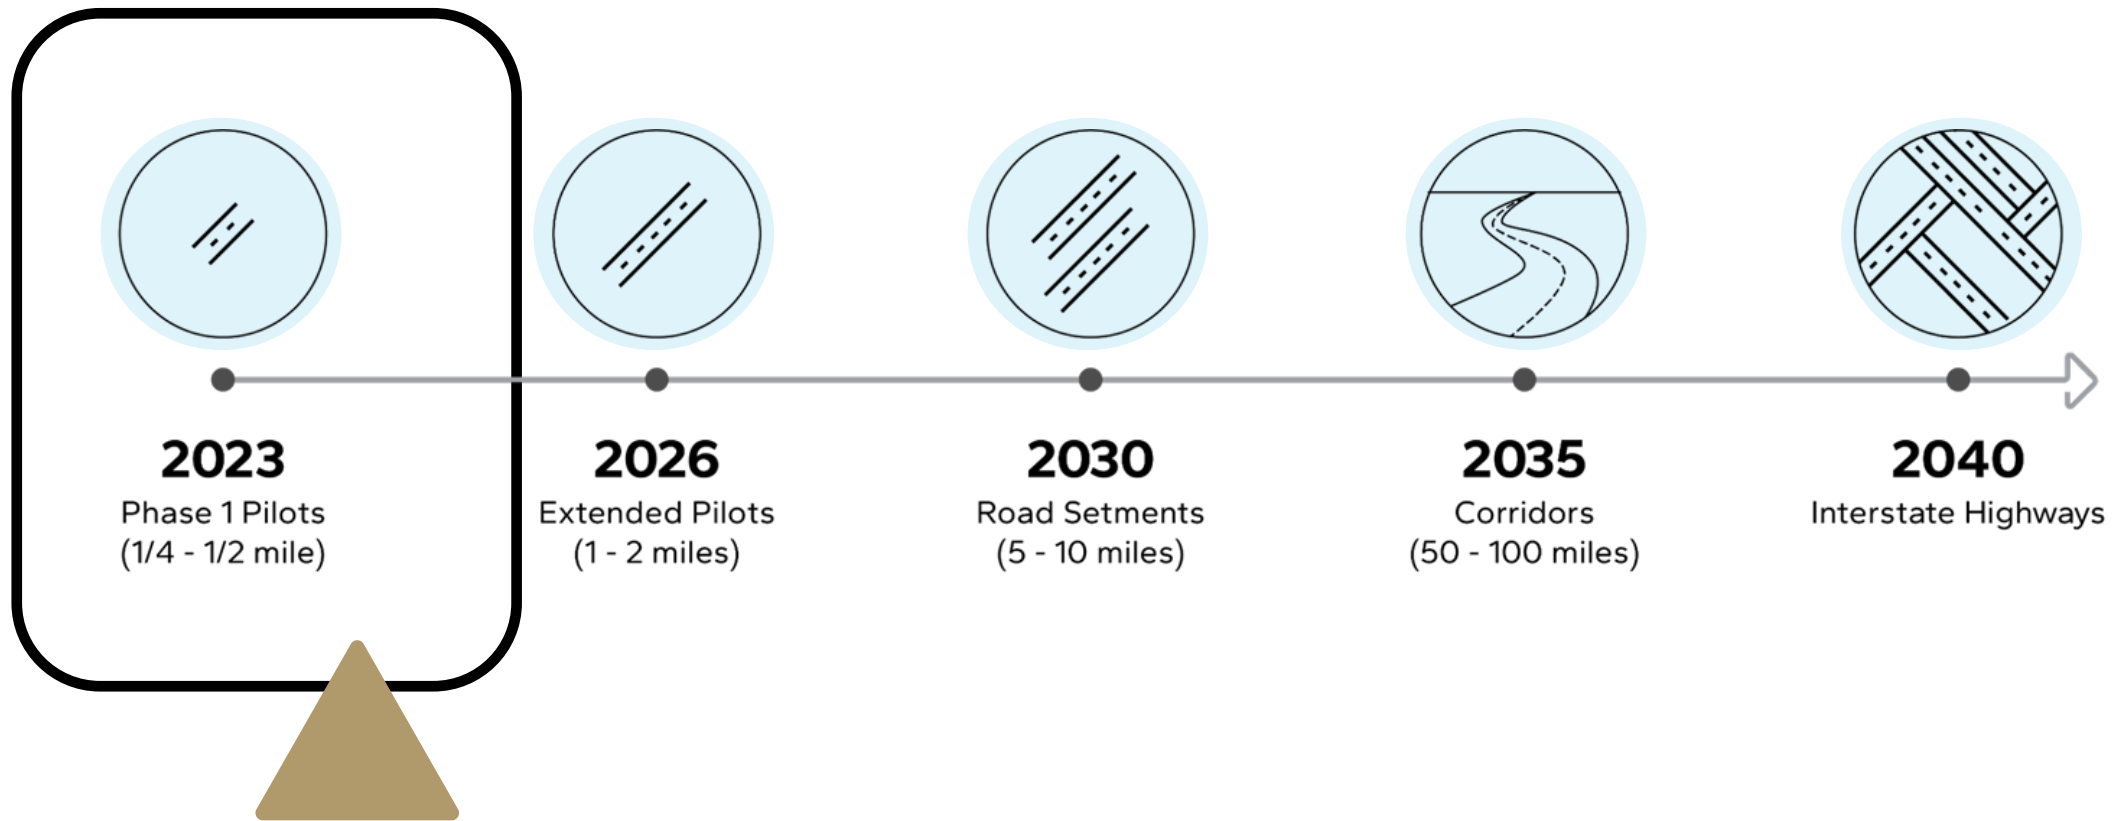 2023
Phase 1 Pilots
(1/4 - 1/2 mile)
2026
Extended Pilots
(1 - 2 miles)
2030
Road Setments
(5 - 10 miles)
2035
Corridors
(50 - 100 miles)
2040
Interstate Highways